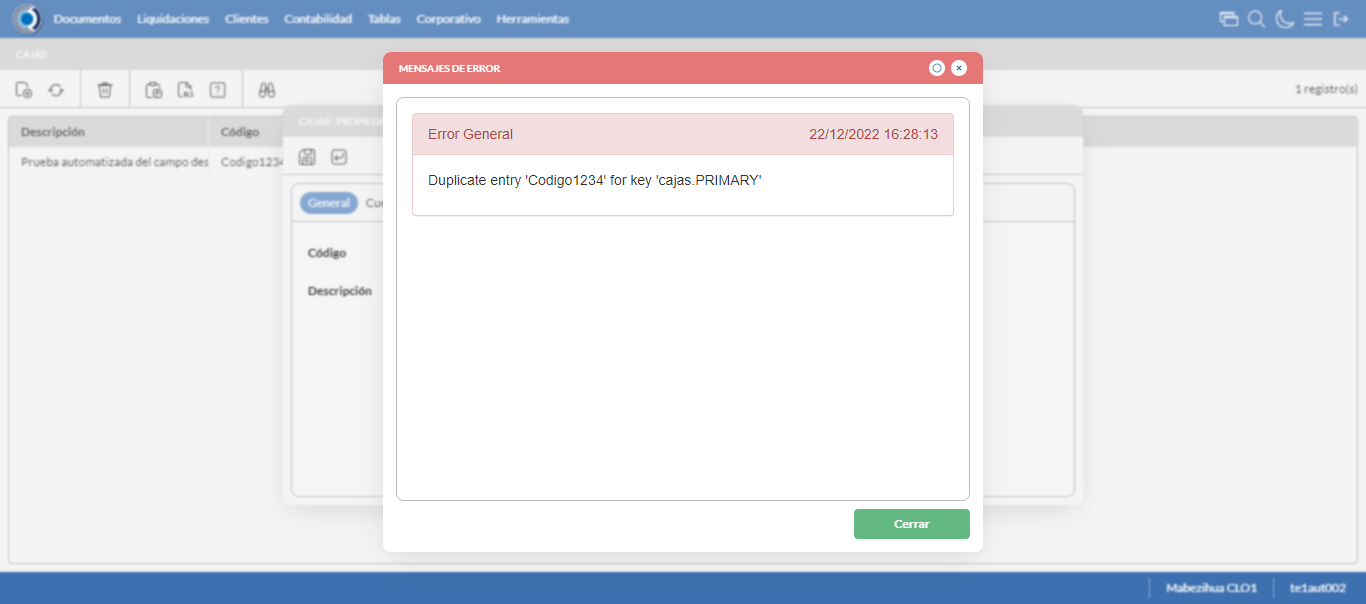 Documentos Liquidaciones Clientes Contabilidad Tablas Corporativo Herramientas
CAJAS
MENSAJES DE ERROR
1 registro(s)
Descripción Código
CAJAS: PROPIEDA
Error General 22/12/2022 16:28:13
Prueba automatizada del campo des Codigo1234
Duplicate entry 'Codigo1234' for key 'cajas.PRIMARY'
General Cue
Código
Descripción
Cerrar
Mabezihua CLO1 te1aut002